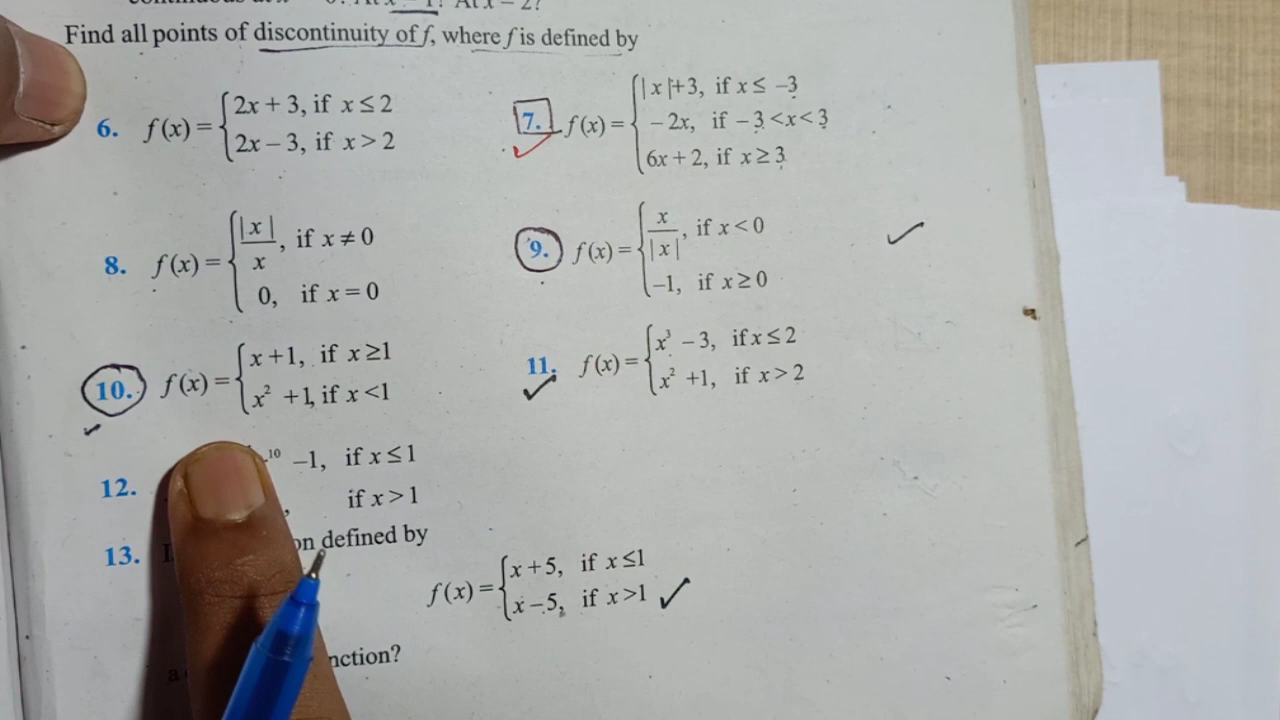 Find all points of discontinuity of f, where f is defined by
6. f(x) = { 2x + 3, if x ≤ 2
2x – 3, if x > 2
7. f(x) = { | x |+3, if x ≤ –3
– 2x, if – 3 < x < 3
6x + 2, if x ≥ 3
8. f(x) = { | x | / x, if x ≠ 0
0, if x = 0
9. f(x) = { x / | x |, if x < 0
–1, if x ≥ 0
10. f(x) = { x +1, if x ≥ 1
x² +1, if x < 1
11. f(x) = { x³ – 3, if x ≤ 2
x² +1, if x > 2
12. 10 –1, if x ≤ 1
, if x > 1
13. defined by
f(x) = { x + 5, if x ≤ 1
x – 5, if x > 1